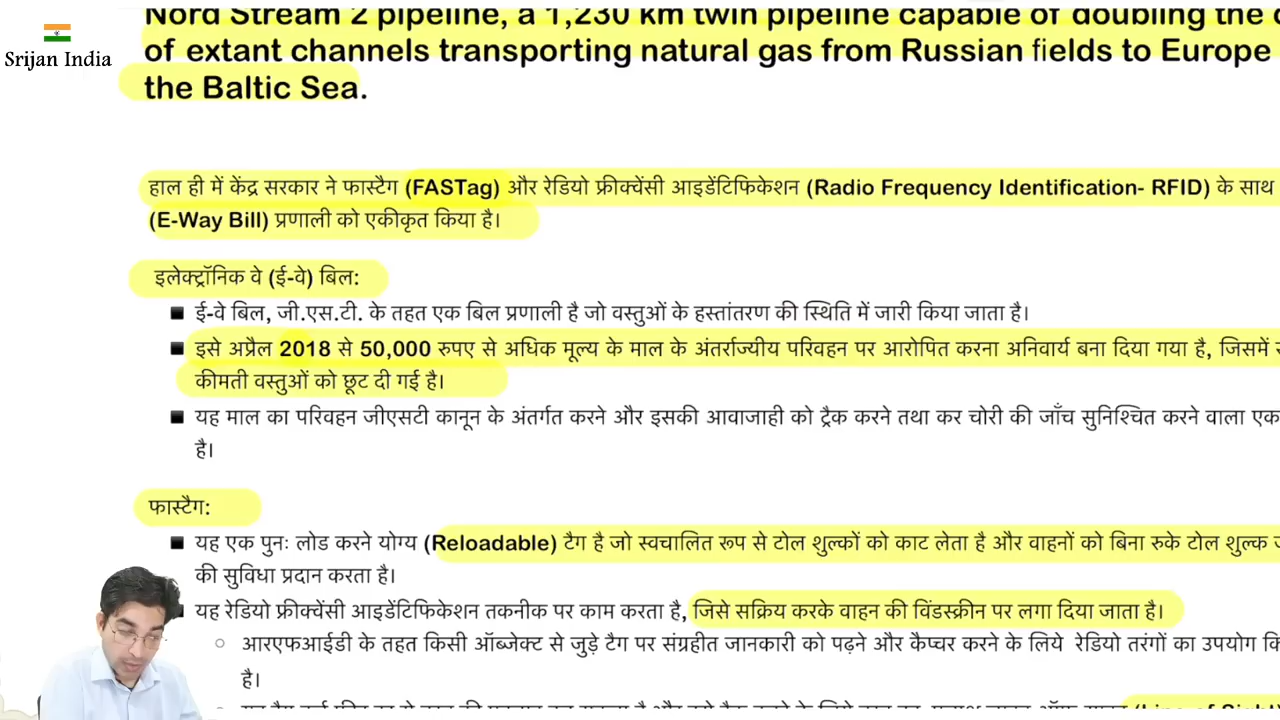 Nord Stream 2 pipeline, a 1,230 km twin pipeline capable of doubling the
of extant channels transporting natural gas from Russian fields to Europe
the Baltic Sea.
Srijan India
हाल ही में केंद्र सरकार ने फास्टैग (FASTag) और रेडियो फ्रीक्वेंसी आइडेंटिफिकेशन (Radio Frequency Identification- RFID) के साथ
(E-Way Bill) प्रणाली को एकीकृत किया है।
इलेक्ट्रॉनिक वे (ई-वे) बिल:
ई-वे बिल, जी.एस.टी. के तहत एक बिल प्रणाली है जो वस्तुओं के हस्तांतरण की स्थिति में जारी किया जाता है।
इसे अप्रैल 2018 से 50,000 रुपए से अधिक मूल्य के माल के अंतर्राज्यीय परिवहन पर आरोपित करना अनिवार्य बना दिया गया है, जिसमें
कीमती वस्तुओं को छूट दी गई है।
यह माल का परिवहन जीएसटी कानून के अंतर्गत करने और इसकी आवाजाही को ट्रैक करने तथा कर चोरी की जाँच सुनिश्चित करने वाला एक
है।
फास्टैग:
यह एक पुनः लोड करने योग्य (Reloadable) टैग है जो स्वचालित रूप से टोल शुल्कों को काट लेता है और वाहनों को बिना रुके टोल शुल्क
की सुविधा प्रदान करता है।
यह रेडियो फ्रीक्वेंसी आइडेंटिफिकेशन तकनीक पर काम करता है, जिसे सक्रिय करके वाहन की विंडस्क्रीन पर लगा दिया जाता है।
आरएफआईडी के तहत किसी ऑब्जेक्ट से जुड़े टैग पर संग्रहीत जानकारी को पढ़ने और कैप्चर करने के लिये रेडियो तरंगों का उपयोग
है।